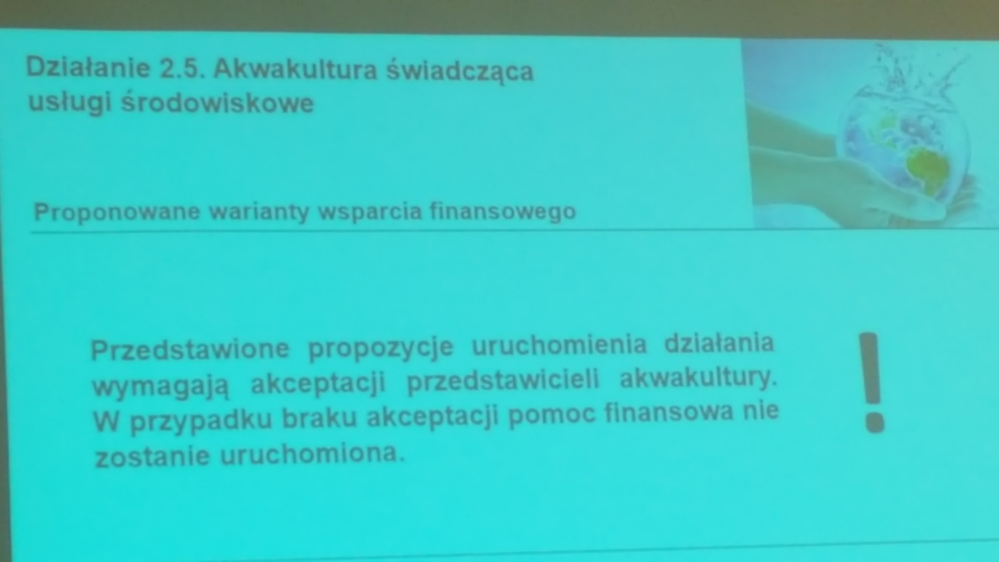 Działanie 2.5. Akwakultura świadcząca
usługi środowiskowe
Proponowane warianty wsparcia finansowego
Przedstawione propozycje uruchomienia działania
wymagają akceptacji przedstawicieli akwakultury.
W przypadku braku akceptacji pomoc finansowa nie
zostanie uruchomiona.
!